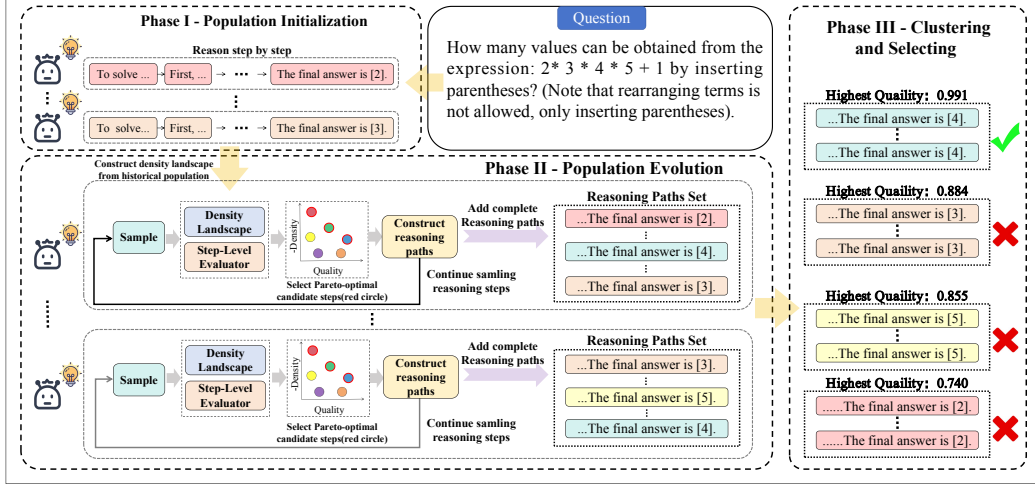 Phase I - Population Initialization
Reason step by step
To solve ... → First, ... → ••• → The final answer is [2].
To  solve... → First, ... → ••• → The final answer is [3].
Question
How many values can be obtained from the
expression: 2* 3 * 4 * 5 + 1 by inserting
parentheses? (Note that rearranging terms is
not allowed, only inserting parentheses).
Construct density landscape
from historical population
Phase II - Population Evolution
Sample
Density
Landscape
Step-Level
Evaluator
-Density
Quality
Select Pareto-optimal
candidate steps(red circle)
Construct
reasoning
paths
Add complete
Reasoning paths
Continue samling
reasoning steps
Reasoning Paths Set
...The final answer is [2].
...The final answer is [4].
...The final answer is [3].
Sample
Density
Landscape
Step-Level
Evaluator
-Density
Quality
Select Pareto-optimal
candidate steps(red circle)
Construct
reasoning
paths
Add complete
Reasoning paths
Continue samling
reasoning steps
Reasoning Paths Set
...The final answer is [3].
...The final answer is [5].
...The final answer is [4].
Phase III - Clustering
and Selecting
Highest Quaility: 0.991
...The final answer is [4].
...The final answer is [4].
Highest Quaility: 0.884
...The final answer is [3].
...The final answer is [3].
Highest Quaility: 0.855
...The final answer is [5].
...The final answer is [5].
Highest Quaility: 0.740
......The final answer is [2].
......The final answer is [2].